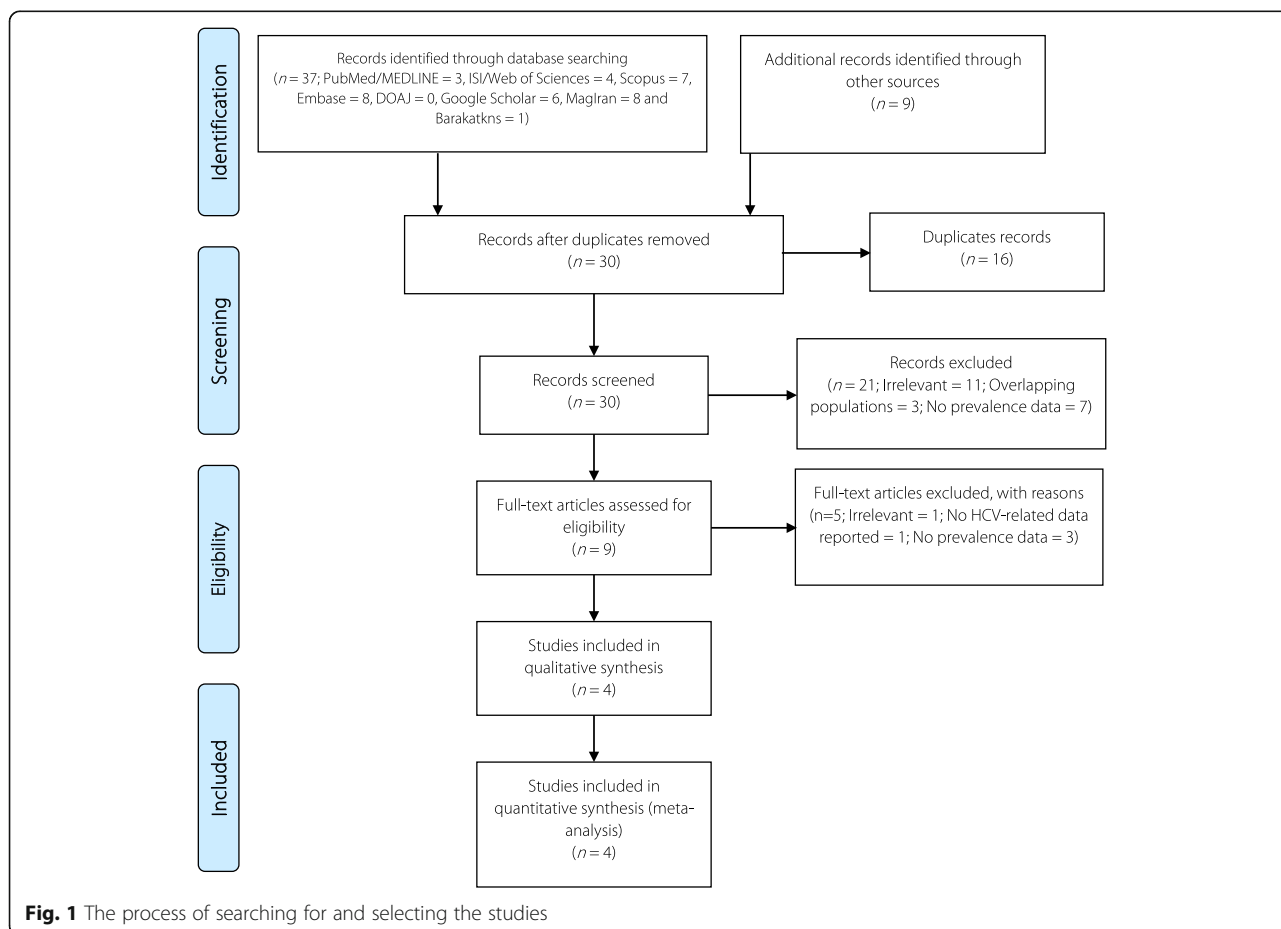 Identification
Records identified through database searching
(n = 37; PubMed/MEDLINE = 3, ISI/Web of Sciences = 4, Scopus = 7,
Embase = 8, DOAJ = 0, Google Scholar = 6, MagIran = 8 and
Barakatkns = 1)
Additional records identified through
other sources
(n = 9)
Records after duplicates removed
(n = 30)
Duplicates records
(n = 16)
Screening
Records screened
(n = 30)
Records excluded
(n = 21; Irrelevant = 11; Overlapping
populations = 3; No prevalence data = 7)
Eligibility
Full-text articles assessed for
eligibility
(n = 9)
Full-text articles excluded, with reasons
(n=5; Irrelevant = 1; No HCV-related data
reported = 1; No prevalence data = 3)
Studies included in
qualitative synthesis
(n = 4)
Included
Studies included in
quantitative synthesis (meta-
analysis)
(n = 4)
Fig. 1 The process of searching for and selecting the studies